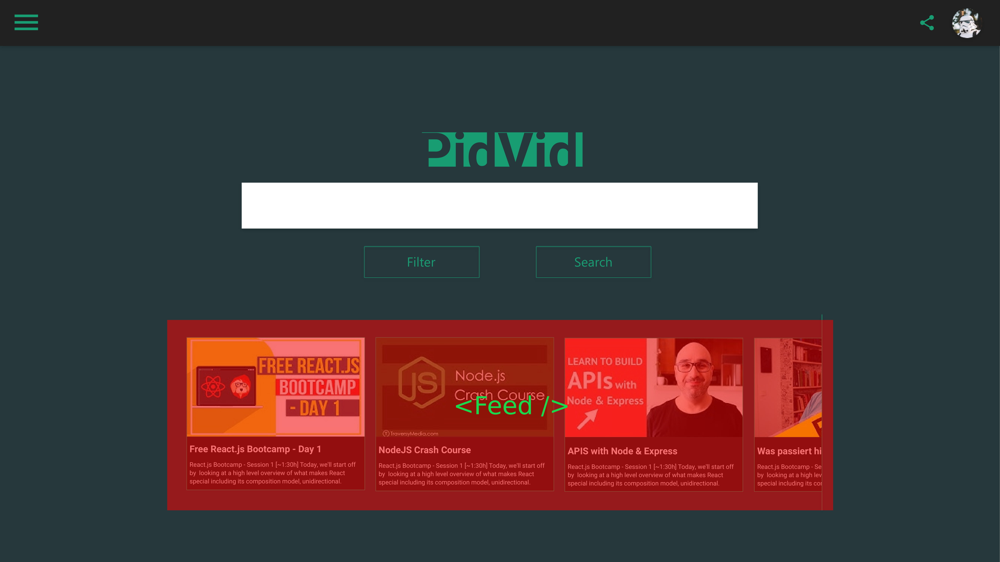 PidVid
Filter
Search
FREE REACT.JS
BOOTCAMP
- DAY 1
JS
Node.js
Crash Course
TraversyMedia.com
<Feed />
LEARN TO BUILD
APIs with
Node & Express
Free React.js Bootcamp - Day 1
React.js Bootcamp - Session 1 [~1:30h] Today, we'll start off
by  looking at a high level overview of what makes React
special including its composition model, unidirectional.
NodeJS Crash Course
React.js Bootcamp - Session 1 [~1:30h] Today, we'll start off
by  looking at a high level overview of what makes React
special including its composition model, unidirectional.
APIS with Node & Express
React.js Bootcamp - Session 1 [~1:30h] Today, we'll start off
by  looking at a high level overview of what makes React
special including its composition model, unidirectional.
Was passiert hi
React.js Bootcamp - Se
by  looking at a high lev
special including its co